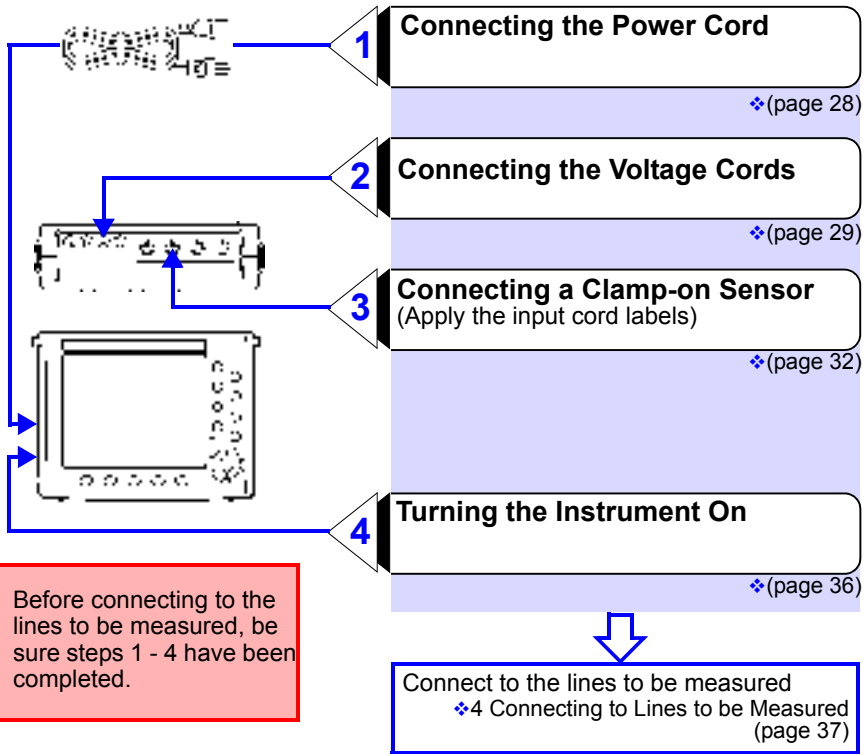 1
Connecting the Power Cord
❖(page 28)
2
Connecting the Voltage Cords
❖(page 29)
3
Connecting a Clamp-on Sensor
(Apply the input cord labels)
❖(page 32)
4
Turning the Instrument On
❖(page 36)
Before connecting to the
lines to be measured, be
sure steps 1 - 4 have been
completed.
Connect to the lines to be measured
❖4 Connecting to Lines to be Measured
(page 37)